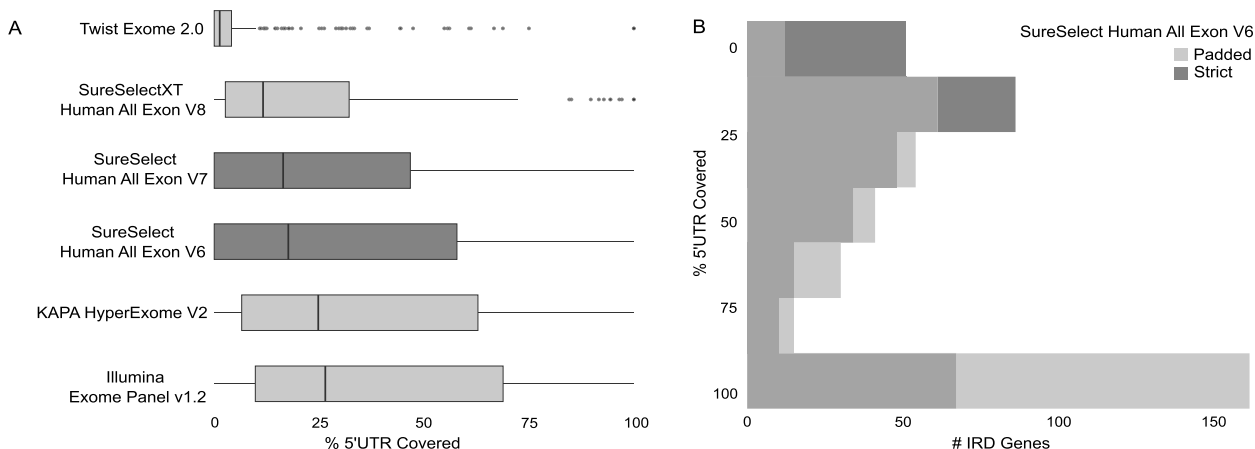 A
Twist Exome 2.0
SureSelectXT
Human All Exon V8
SureSelect
Human All Exon V7
SureSelect
Human All Exon V6
KAPA HyperExome V2
Illumina
Exome Panel v1.2
0 25 50 75 100
% 5'UTR Covered
B
SureSelect Human All Exon V6
Padded
Strict
0
25
50
75
100
% 5'UTR Covered
0 50 100 150
# IRD Genes